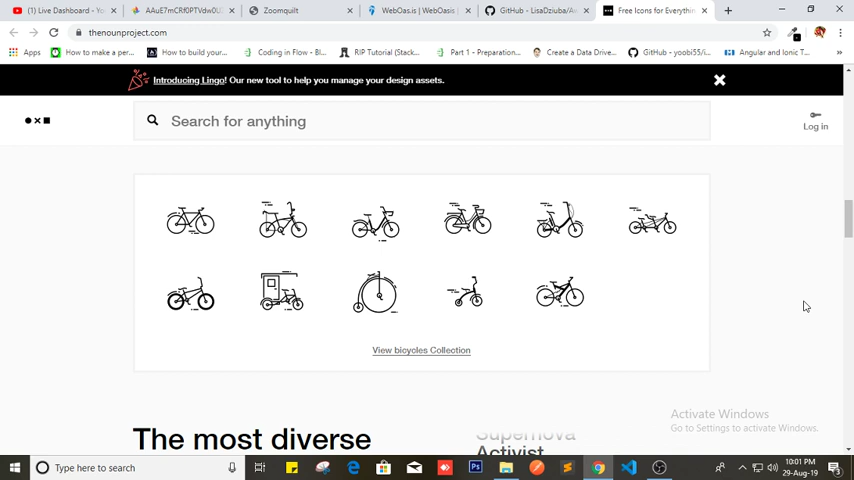 (1) Live Dashboard - Yo
AAuE7mCRf0PTVdw0U
Zoomquilt
WebOas.is | WebOasis
GitHub - LisaDziuba/Aw
Free Icons for Everythin
thenounproject.com
Apps
How to make a per...
How to build your...
Coding in Flow - Bl...
RIP Tutorial (Stack...
Part 1 - Preparation...
Create a Data Drive...
GitHub - yoobi55/i...
Angular and Ionic T...
Introducing Lingo! Our new tool to help you manage your design assets.
Search for anything
Log in
View bicycles Collection
The most diverse
Supernova
Activist
Activate Windows
Go to Settings to activate Windows.
Type here to search
10:01 PM
29-Aug-19